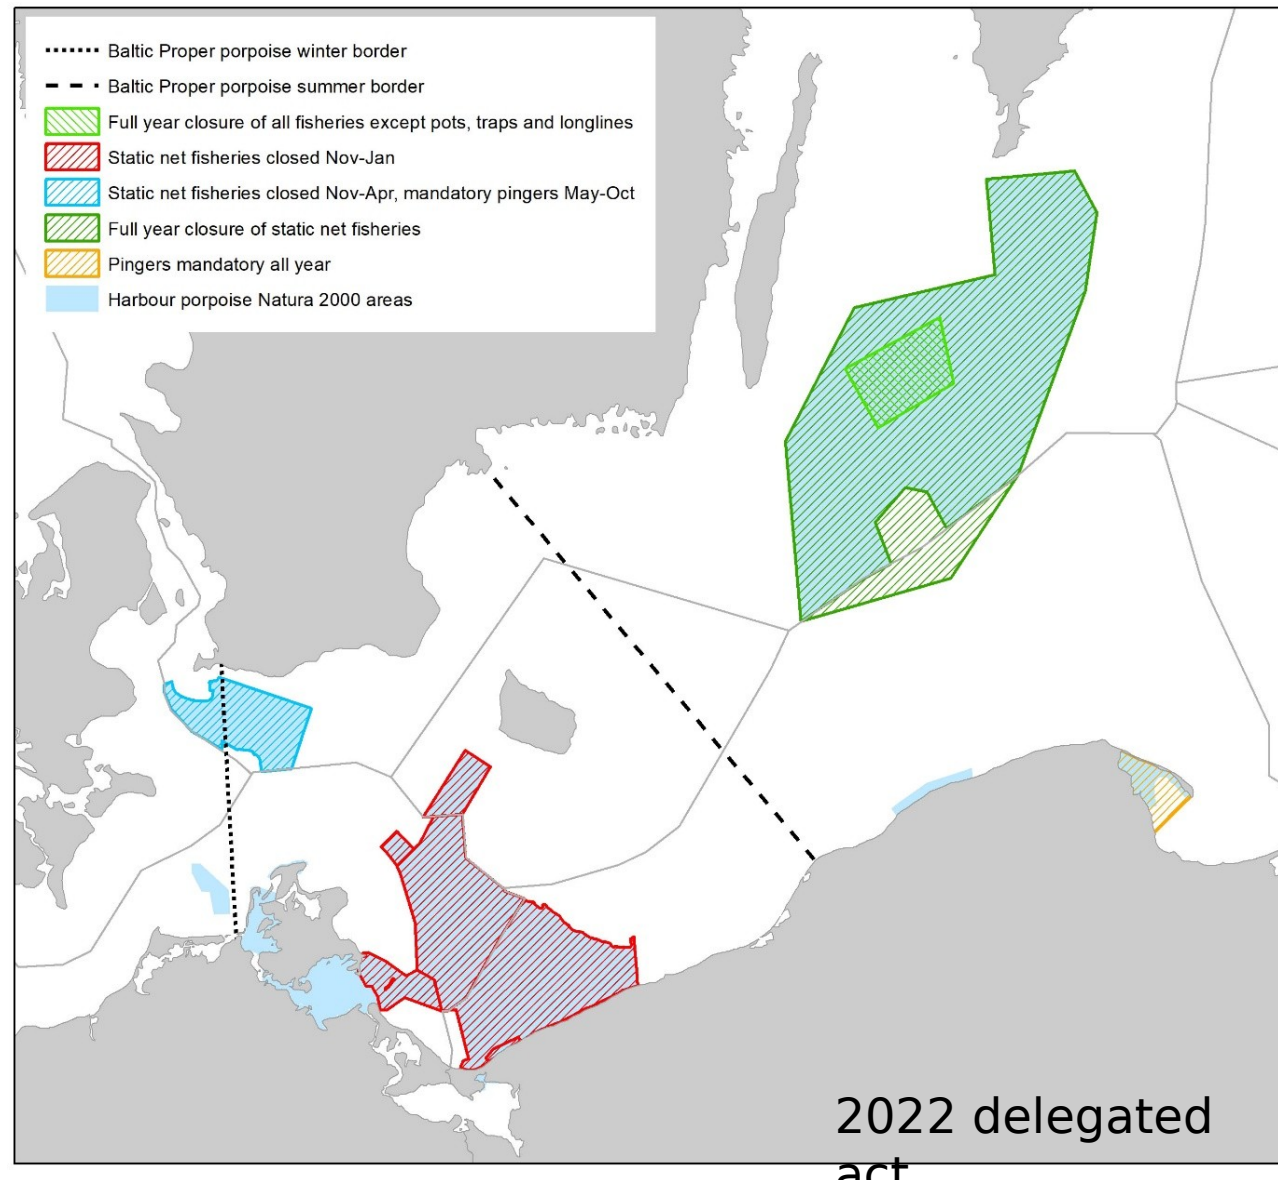 Baltic Proper porpoise winter border
Baltic Proper porpoise summer border
Full year closure of all fisheries except pots, traps and longlines
Static net fisheries closed Nov-Jan
Static net fisheries closed Nov-Apr, mandatory pingers May-Oct
Full year closure of static net fisheries
Pingers mandatory all year
Harbour porpoise Natura 2000 areas
2022 delegated
act